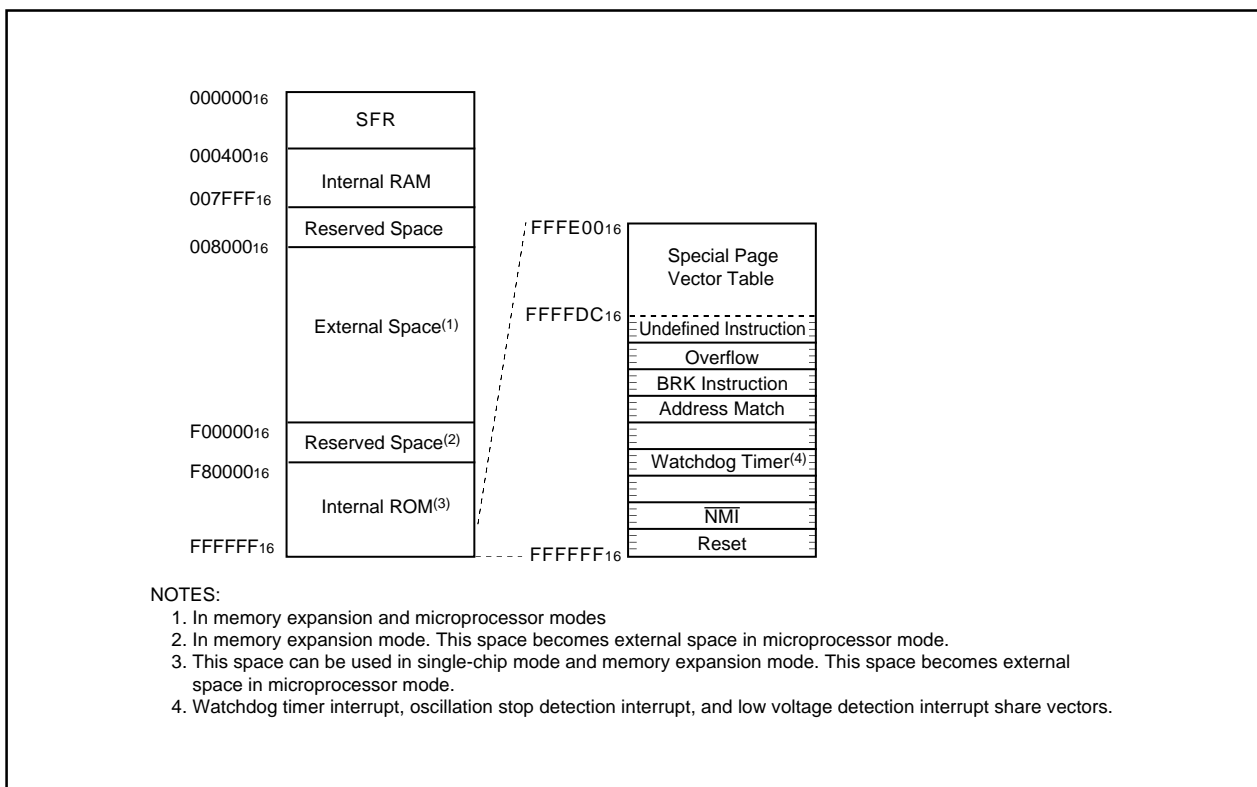 000000₁₆
SFR
000400₁₆
Internal RAM
007FFF₁₆
Reserved Space
008000₁₆
External Space(1)
F00000₁₆
Reserved Space(2)
F80000₁₆
Internal ROM(3)
FFFFFF₁₆
FFFE00₁₆
Special Page
Vector Table
FFFFDC₁₆
Undefined Instruction
Overflow
BRK Instruction
Address Match
Watchdog Timer(4)
N̅M̅I̅
Reset
FFFFFF₁₆
NOTES:
1. In memory expansion and microprocessor modes
2. In memory expansion mode. This space becomes external space in microprocessor mode.
3. This space can be used in single-chip mode and memory expansion mode. This space becomes external
space in microprocessor mode.
4. Watchdog timer interrupt, oscillation stop detection interrupt, and low voltage detection interrupt share vectors.